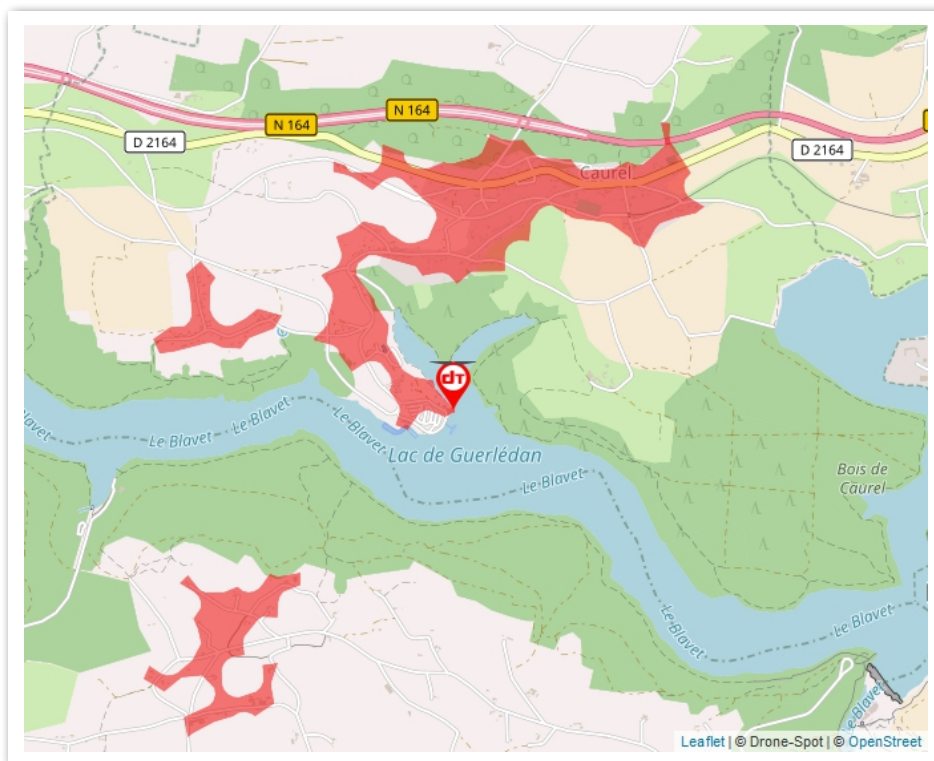 N 164
N 164
D 2164
D 2164
Caurel
dT
Le Blavet
Le Blavet
Le Blavet
Lac de Guerlédan
Le Blavet
Bois de
Caurel
Le Blavet
Le Blavet
Le Blavet
Leaflet | © Drone-Spot | © OpenStreet